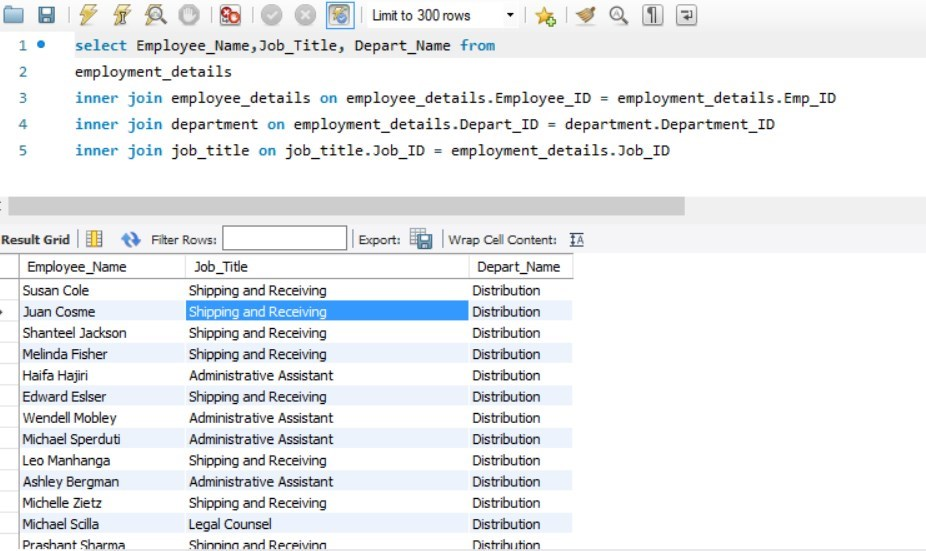 Limit to 300 rows
1 select Employee_Name,Job_Title, Depart_Name from
2 employment_details
3 inner join employee_details on employee_details.Employee_ID = employment_details.Emp_ID
4 inner join department on employment_details.Depart_ID = department.Department_ID
5 inner join job_title on job_title.Job_ID = employment_details.Job_ID
Result Grid Filter Rows: Export: Wrap Cell Content: IA
Employee_Name Job_Title Depart_Name
Susan Cole Shipping and Receiving Distribution
Juan Cosme Shipping and Receiving Distribution
Shanteel Jackson Shipping and Receiving Distribution
Melinda Fisher Shipping and Receiving Distribution
Haifa Hajiri Administrative Assistant Distribution
Edward Eslser Shipping and Receiving Distribution
Wendell Mobley Administrative Assistant Distribution
Michael Sperduti Administrative Assistant Distribution
Leo Manhanga Shipping and Receiving Distribution
Ashley Bergman Administrative Assistant Distribution
Michelle Zietz Shipping and Receiving Distribution
Michael Scilla Legal Counsel Distribution
Prashant Sharma Shipping and Receiving Distribution